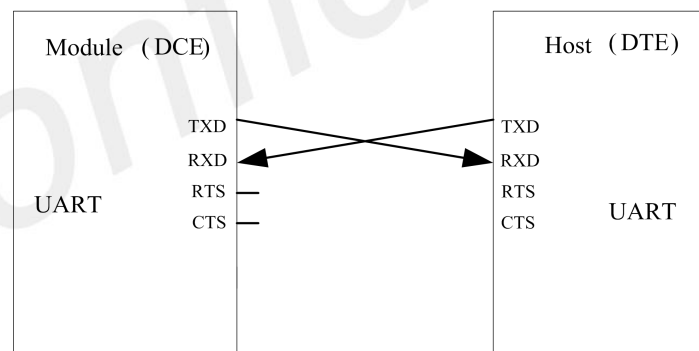 Module (DCE)
Host (DTE)
TXD
TXD
RXD
RXD
RTS
RTS
UART
UART
CTS
CTS